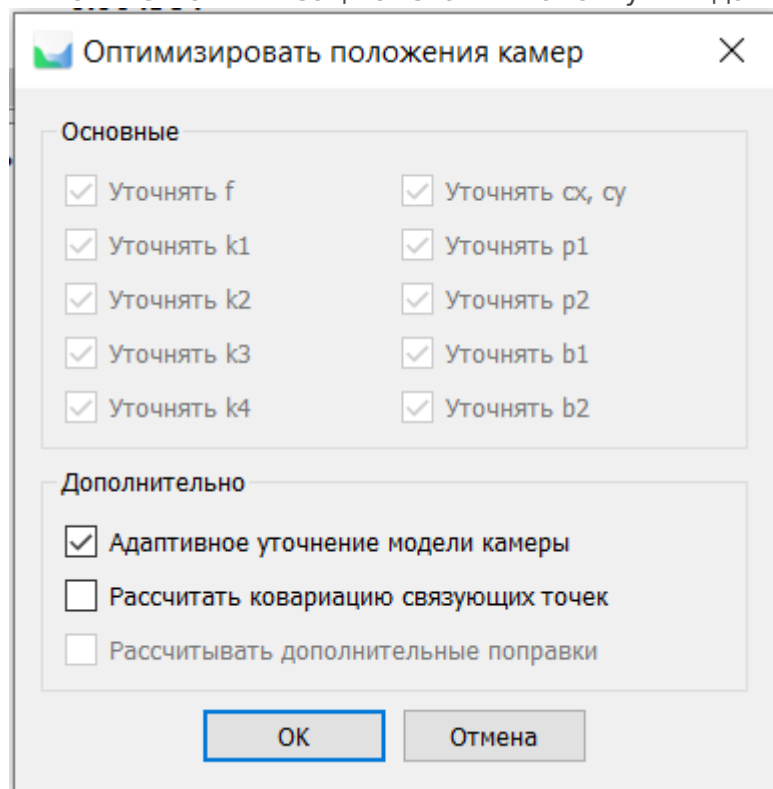 Оптимизировать положения камер
Основные
Уточнять f
Уточнять cx, cy
Уточнять k1
Уточнять p1
Уточнять k2
Уточнять p2
Уточнять k3
Уточнять b1
Уточнять k4
Уточнять b2
Дополнительно
Адаптивное уточнение модели камеры
Рассчитать ковариацию связующих точек
Рассчитывать дополнительные поправки
OK
Отмена